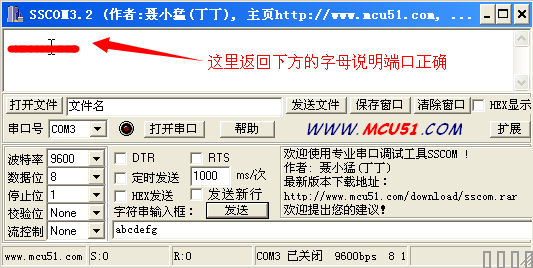 SSCOM3.2 (作者:聂小猛(丁丁), 主页http://www.mcu51.com, ...
这里返回下方的字母说明端口正确
打开文件 文件名 发送文件 保存窗口 清除窗口 HEX显示
串口号 COM3 打开串口 帮助 WWW.MCU51.COM 扩展
波特率 9600 DTR RTS
数据位 8 定时发送 1000 ms/次
停止位 1 HEX发送 发送新行
校验位 None 字符串输入框: 发送
流控制 None abcdefg
欢迎使用专业串口调试工具SSCOM !
作者: 聂小猛(丁丁)
最新版本下载地址:
http://www.mcu51.com/download/sscom.rar
欢迎提出您的建议!
www.mcu51.com S:0 R:0 COM3 已关闭 9600bps 8 1